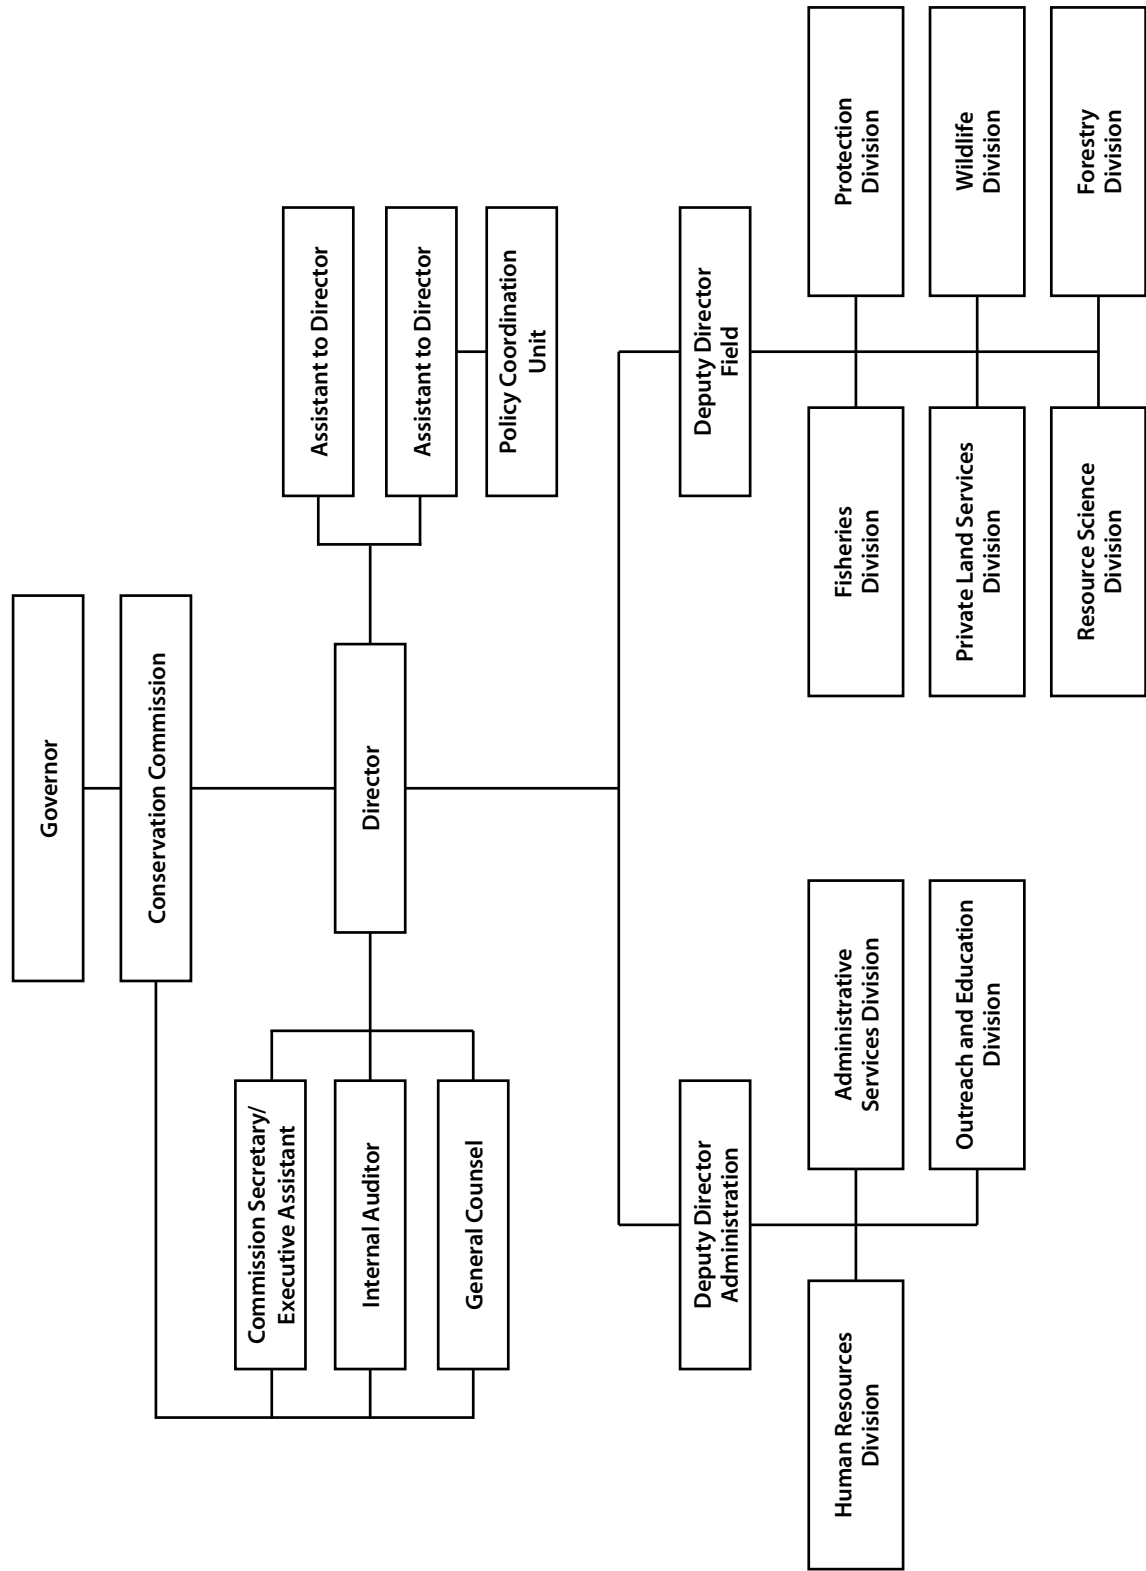 Governor
Conservation Commission
Commission Secretary/
Executive Assistant
Internal Auditor
General Counsel
Director
Assistant to Director
Assistant to Director
Policy Coordination
Unit
Deputy Director
Administration
Human Resources
Division
Administrative
Services Division
Outreach and Education
Division
Deputy Director
Field
Fisheries
Division
Protection
Division
Private Land Services
Division
Wildlife
Division
Resource Science
Division
Forestry
Division